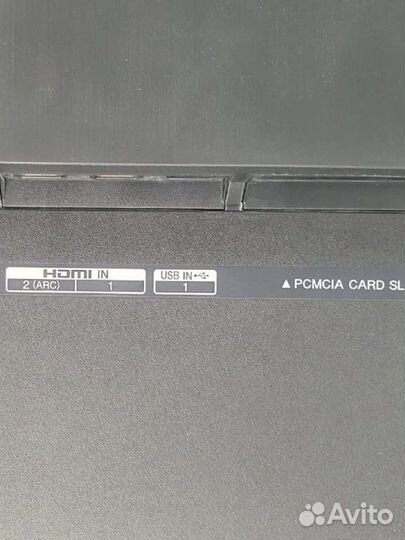 HDMI IN
2 (ARC) 1
USB IN
1
▲ PCMCIA CARD SL
Avito